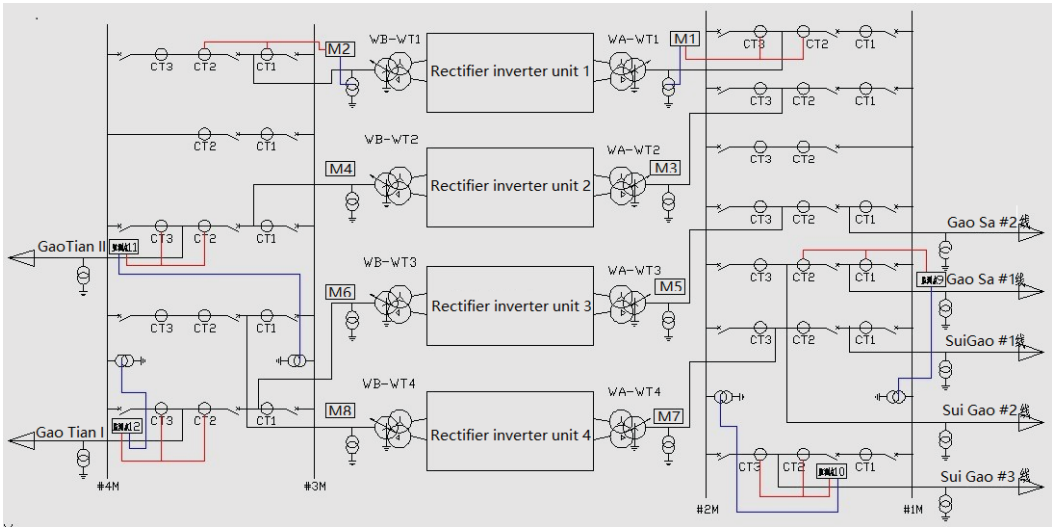 WB-WT1
WA-WT1
M2
M1
CT3 CT2 CT1
Rectifier inverter unit 1
CT3 CT2 CT1
CT3 CT2 CT1
WB-WT2
WA-WT2
CT2 CT1
M4
Rectifier inverter unit 2
M3
CT3 CT2
CT3 CT2 CT1
Gao Sa #2线
CT3 CT2 CT1
GaoTian II
11
WB-WT3
WA-WT3
CT3 CT2 CT1
9
Gao Sa #1线
M6
Rectifier inverter unit 3
M5
CT3 CT2 CT1
CT3 CT2 CT1
SuiGao #1线
WB-WT4
WA-WT4
M8
M7
Sui Gao #2线
CT3 CT2 CT1
12
Gao Tian I
Rectifier inverter unit 4
CT3 CT2 CT1
10
Sui Gao #3线
#4M
#3M
#2M
#1M